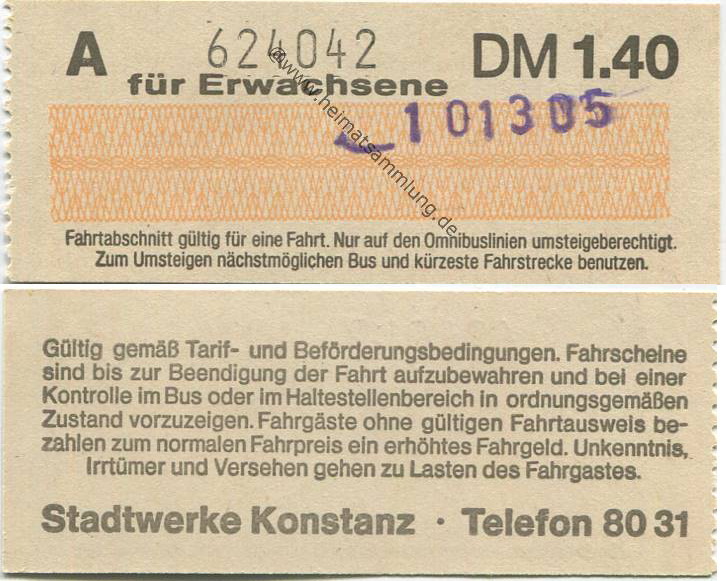 A 624042 DM 1.40
für Erwachsene
101305
@www.heimatsammlung.de
Fahrtabschnitt gültig für eine Fahrt. Nur auf den Omnibuslinien umsteigeberechtigt.
Zum Umsteigen nächstmöglichen Bus und kürzeste Fahrstrecke benutzen.
Gültig gemäß Tarif- und Beförderungsbedingungen. Fahrscheine
sind bis zur Beendigung der Fahrt aufzubewahren und bei einer
Kontrolle im Bus oder im Haltestellenbereich in ordnungsgemäßen
Zustand vorzuzeigen. Fahrgäste ohne gültigen Fahrtausweis be-
zahlen zum normalen Fahrpreis ein erhöhtes Fahrgeld. Unkenntnis,
Irrtümer und Versehen gehen zu Lasten des Fahrgastes.
Stadtwerke Konstanz · Telefon 80 31